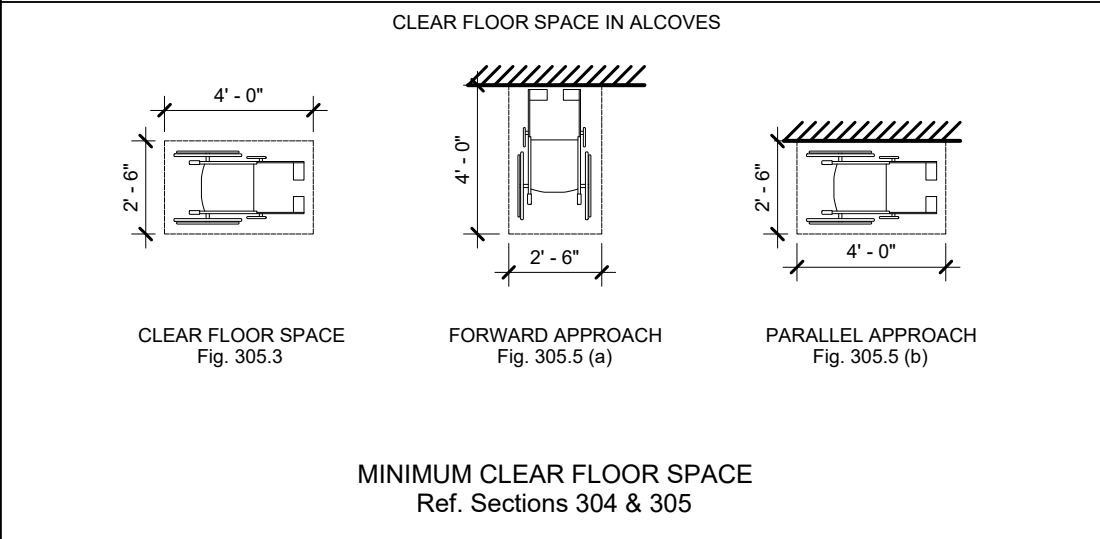 CLEAR FLOOR SPACE IN ALCOVES
4' - 0"
2' - 6"
4' - 0"
2' - 6"
2' - 6"
4' - 0"
CLEAR FLOOR SPACE
Fig. 305.3
FORWARD APPROACH
Fig. 305.5 (a)
PARALLEL APPROACH
Fig. 305.5 (b)
MINIMUM CLEAR FLOOR SPACE
Ref. Sections 304 & 305